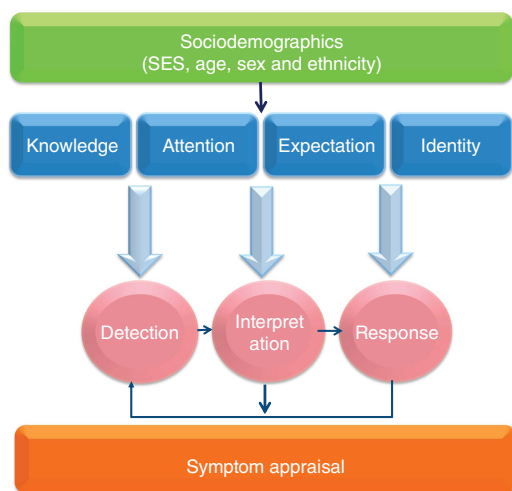 Sociodemographics
(SES, age, sex and ethnicity)
Knowledge
Attention
Expectation
Identity
Detection
Interpret
ation
Response
Symptom appraisal